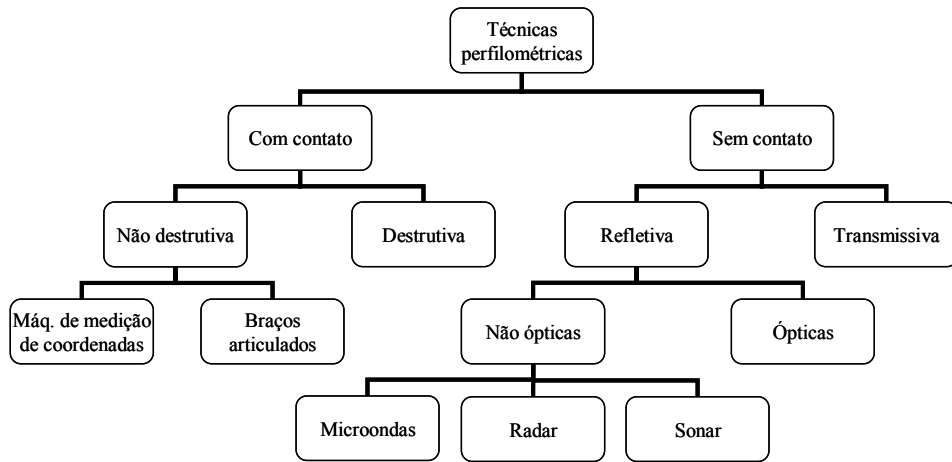 Técnicas
perfilométricas
Com contato
Sem contato
Não destrutiva
Destrutiva
Refletiva
Transmissiva
Máq. de medição
de coordenadas
Braços
articulados
Não ópticas
Ópticas
Microondas
Radar
Sonar